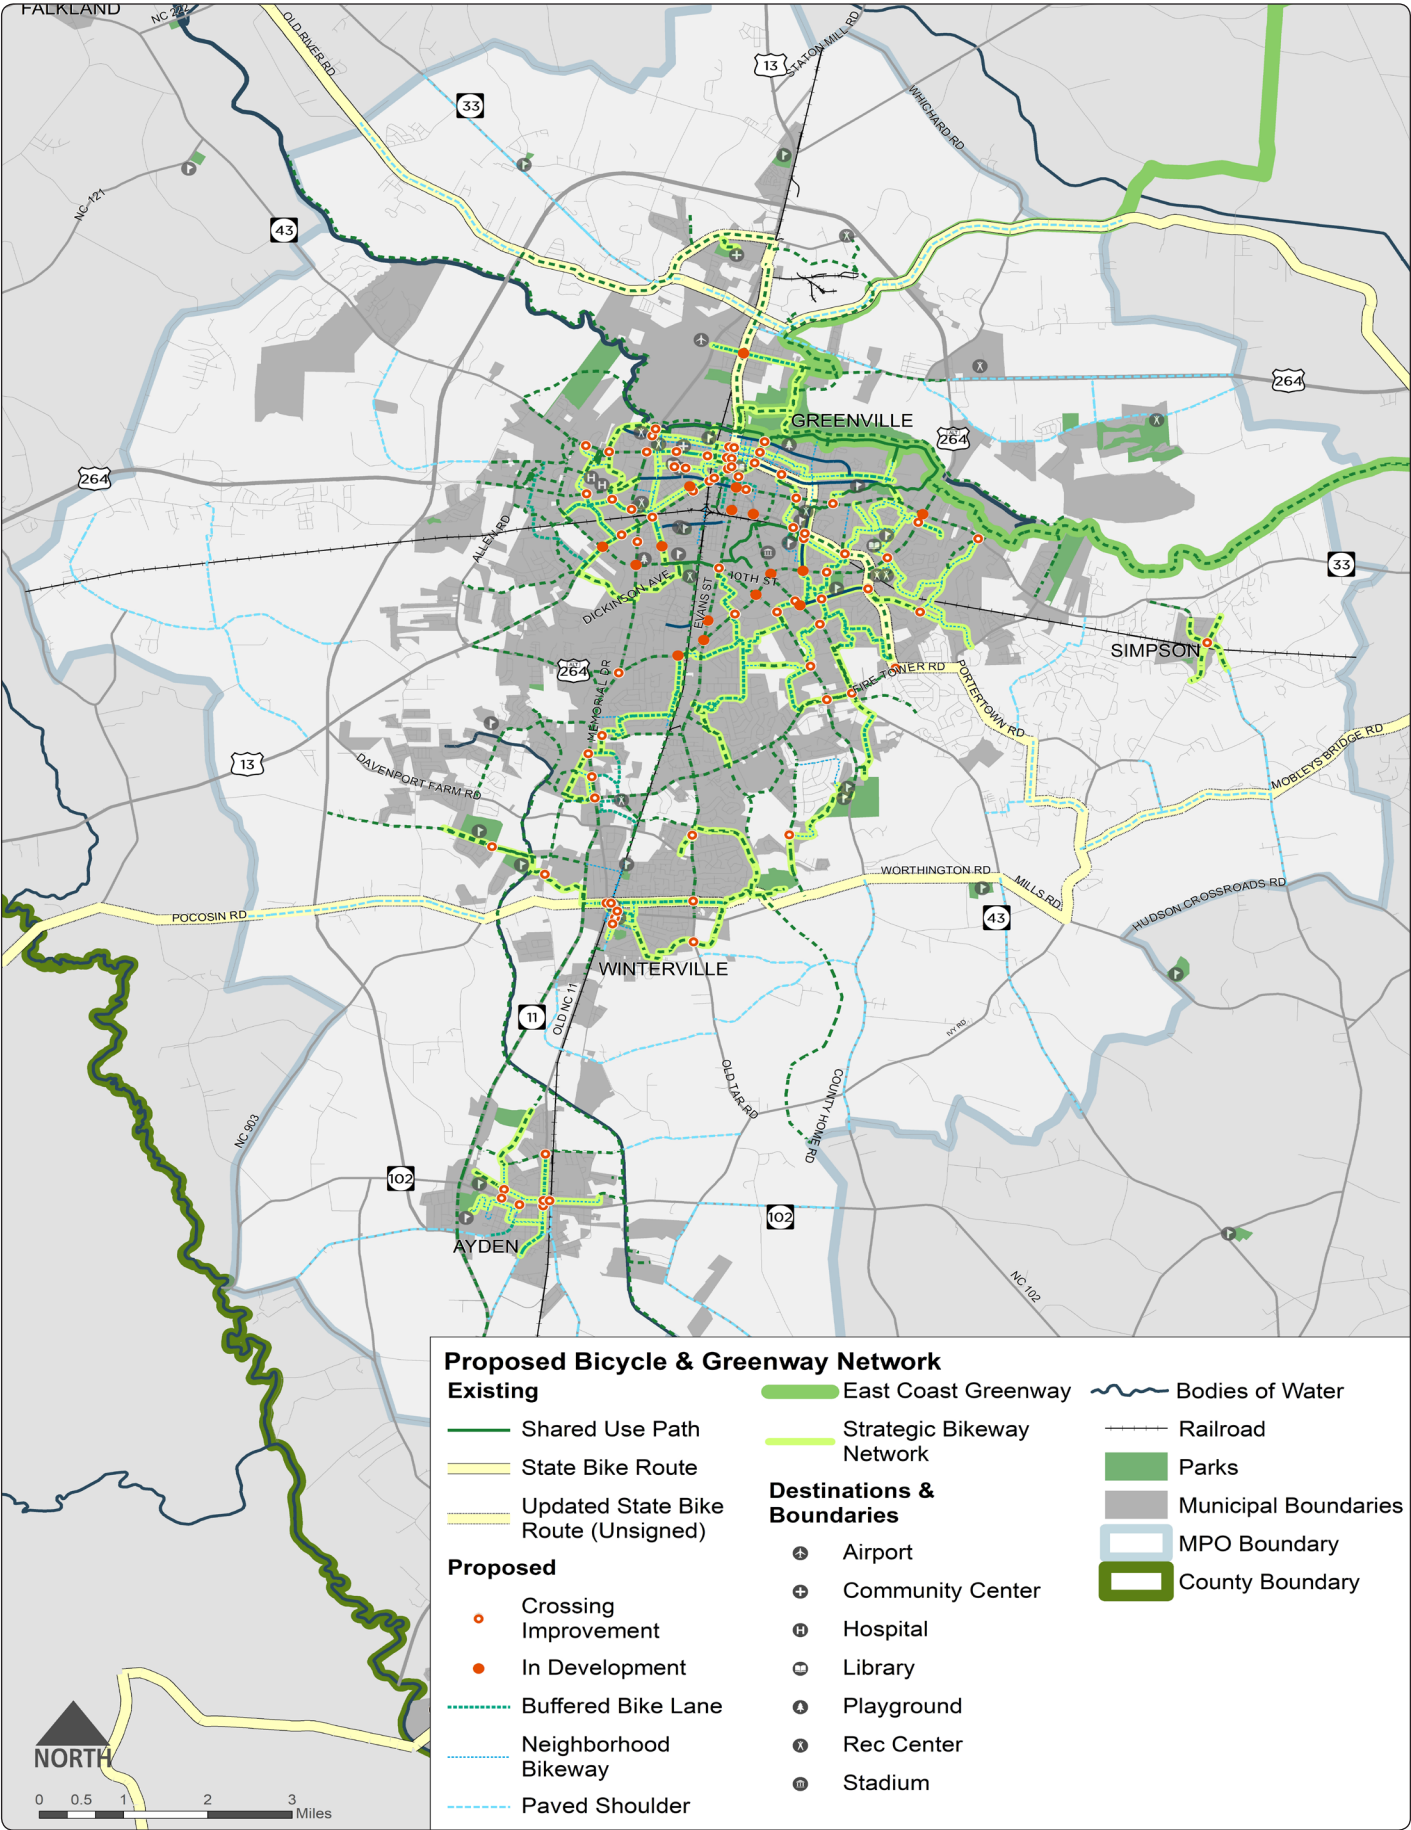 FALKLAND
OLD RIVER RD
33
13
STATON MILL RD
WHICHARD RD
NC 121
43
264
GREENVILLE
264
264
ALLEN RD
33
DICKINSON AVE
10TH ST
EVANS ST
SIMPSON
264
MEMORIAL DR
FIRE TOWER RD
PORTERTOWN RD
13
DAVENPORT FARM RD
MOBLEYS BRIDGE RD
WORTHINGTON RD
MILLS RD
HUDSON CROSSROADS RD
POCOSIN RD
43
WINTERVILLE
11
OLD NC 11
IVY RD
OLD TAR RD
COUNTY HOME RD
NC 903
102
102
AYDEN
NC 102
Proposed Bicycle & Greenway Network
Existing
Shared Use Path
State Bike Route
Updated State Bike
Route (Unsigned)
Proposed
Crossing
Improvement
In Development
Buffered Bike Lane
Neighborhood
Bikeway
Paved Shoulder
East Coast Greenway
Strategic Bikeway
Network
Destinations &
Boundaries
Airport
Community Center
Hospital
Library
Playground
Rec Center
Stadium
Bodies of Water
Railroad
Parks
Municipal Boundaries
MPO Boundary
County Boundary
NORTH
0 0.5 1 2 3
Miles